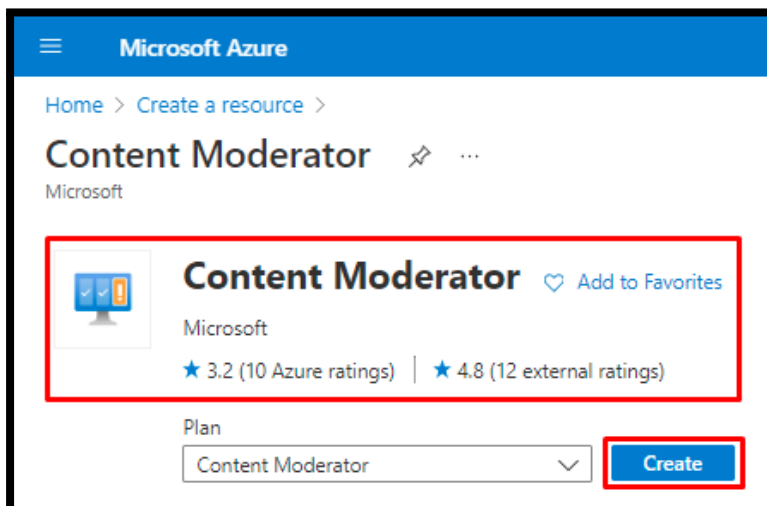 Microsoft Azure
Home > Create a resource >
Content Moderator
Microsoft
Content Moderator Add to Favorites
Microsoft
3.2 (10 Azure ratings) | 4.8 (12 external ratings)
Plan
Content Moderator Create